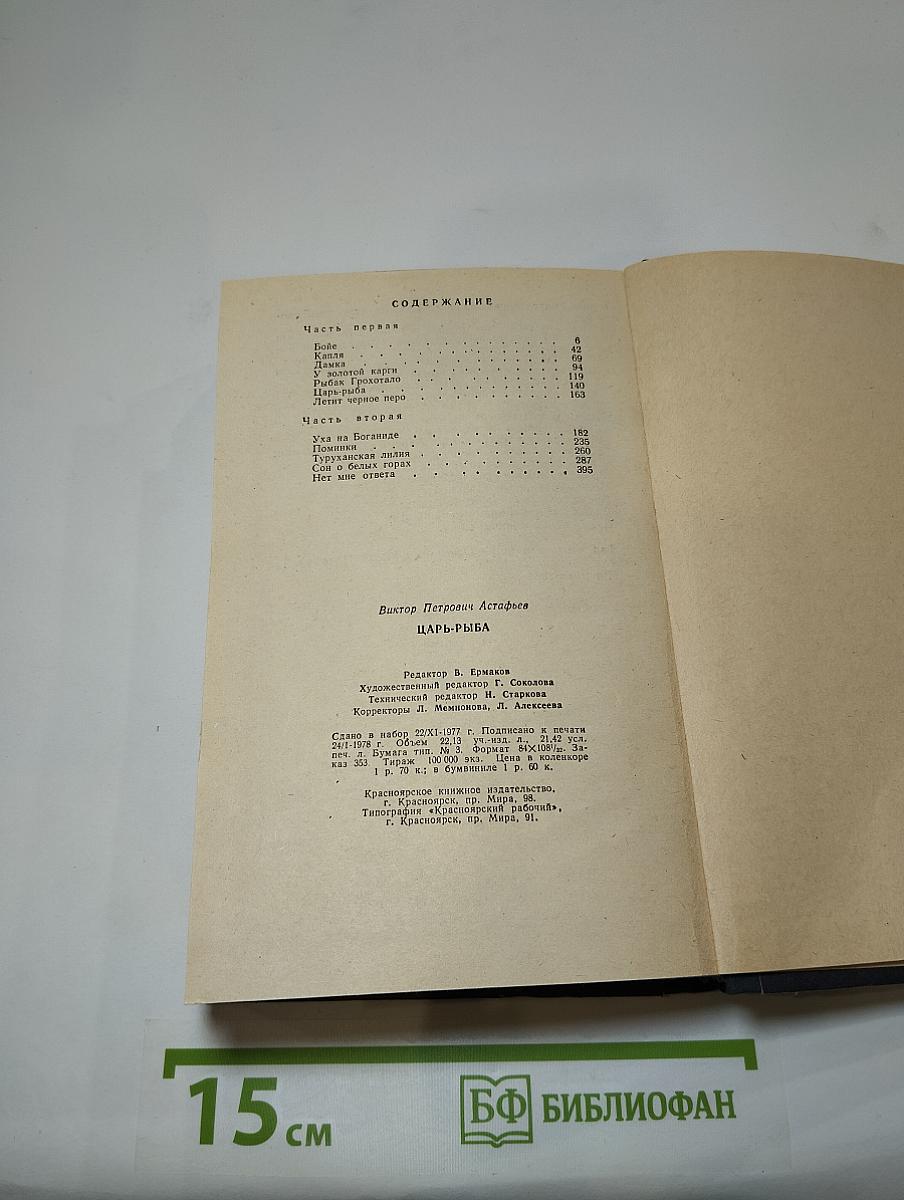 СОДЕРЖАНИЕ
Часть первая
Бойе . . . . . . . . . . . . 6
Капля . . . . . . . . . . . . 42
Дамка . . . . . . . . . . . . 69
У золотой карги . . . . . . . . . 94
Рыбак Грохотало . . . . . . . . . 119
Царь-рыба . . . . . . . . . . . 140
Летит черное перо . . . . . . . . . 163
Часть вторая
Уха на Боганиде . . . . . . . . . 182
Поминки . . . . . . . . . . . 235
Туруханская лилия . . . . . . . . . 260
Сон о белых горах . . . . . . . . . 287
Нет мне ответа . . . . . . . . . 395
Виктор Петрович Астафьев
ЦАРЬ-РЫБА
Редактор В. Ермаков
Художественный редактор Г. Соколова
Технический редактор Н. Старкова
Корректоры Л. Мемнонова, Л. Алексеева
Сдано в набор 22/XI-1977 г. Подписано к печати
24/I-1978 г. Объем 22,13 уч.-изд. л., 21,42 усл.
печ. л. Бумага тип. № 3. Формат 84×108¹/₃₂. За-
каз 353. Тираж 100 000 экз. Цена в коленкоре
1 р. 70 к.; в бумвиниле 1 р. 60 к.
Красноярское книжное издательство,
г. Красноярск, пр. Мира, 98.
Типография «Красноярский рабочий»,
г. Красноярск, пр. Мира, 91.
15 см
БФ БИБЛИОФАН